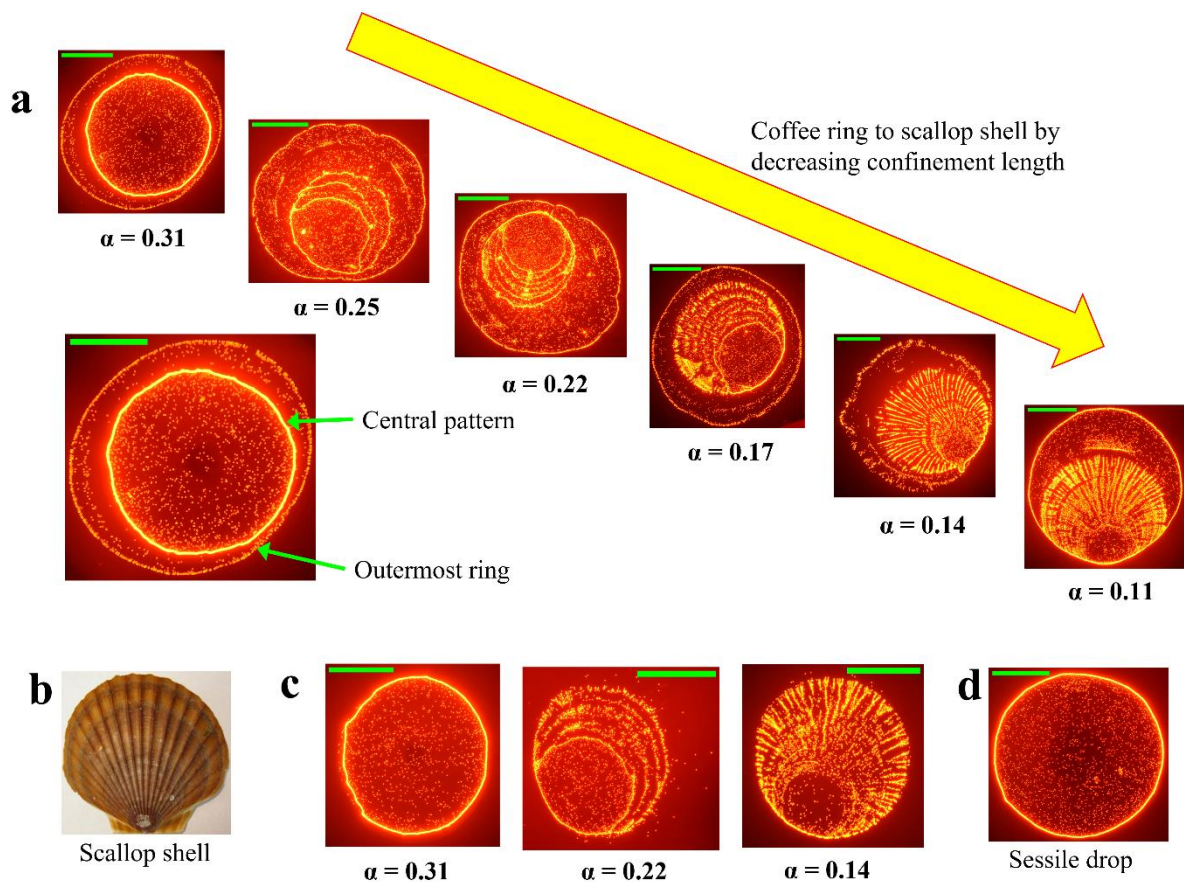 a
Coffee ring to scallop shell by
decreasing confinement length
α = 0.31
α = 0.25
α = 0.22
α = 0.17
α = 0.14
α = 0.11
Central pattern
Outermost ring
b
Scallop shell
c
α = 0.31
α = 0.22
α = 0.14
d
Sessile drop